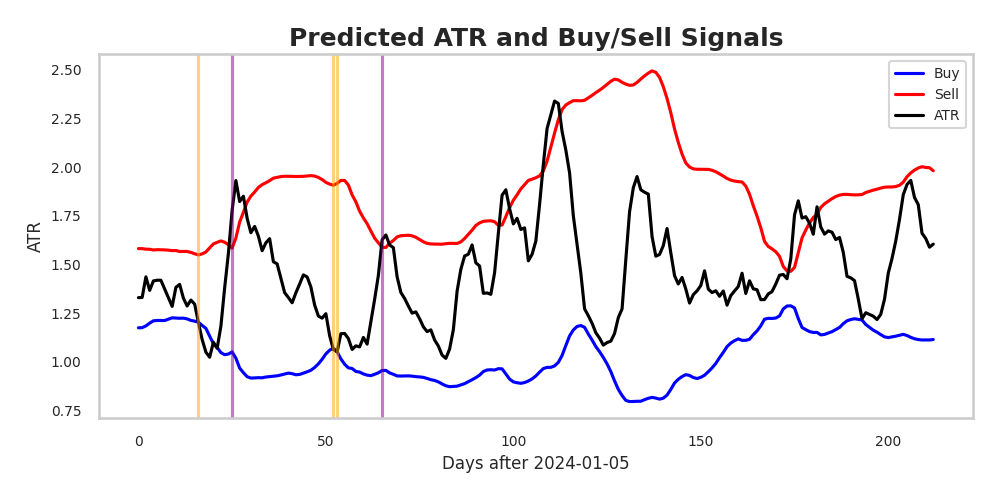 Predicted ATR and Buy/Sell Signals
2.50
2.25
2.00
1.75
1.50
1.25
1.00
0.75
ATR
Buy
Sell
ATR
0
50
100
150
200
Days after 2024-01-05